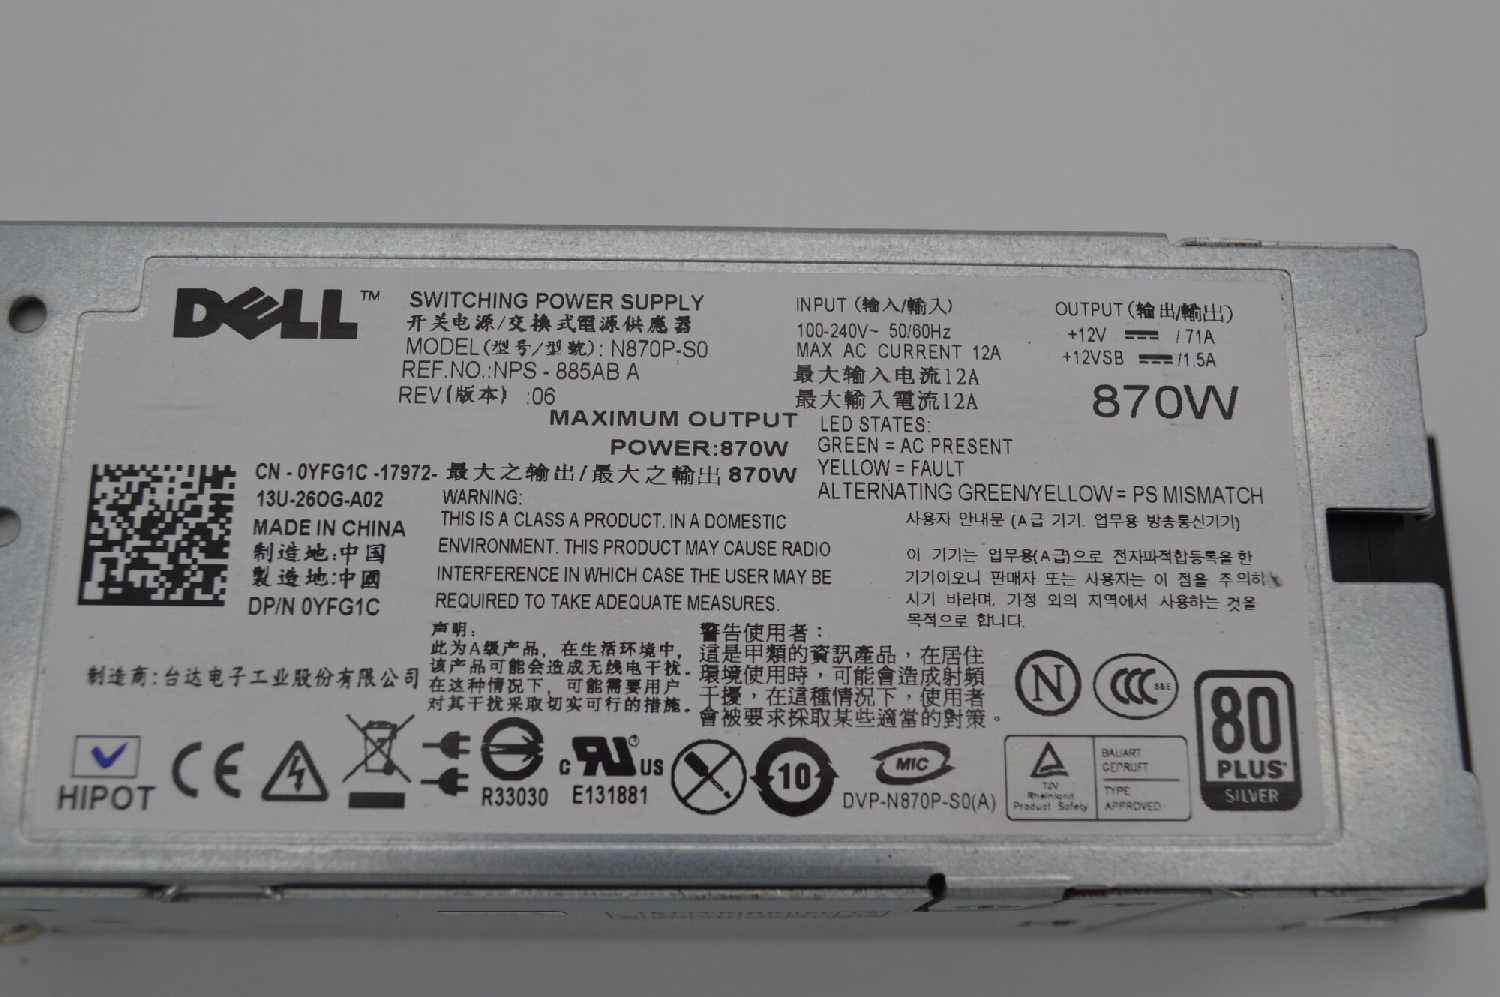 DELL™
SWITCHING POWER SUPPLY
开关电源/交換式電源供應器
MODEL(型号/型號): N870P-S0
REF.NO.:NPS - 885AB A
REV(版本) :06
INPUT (输入/輸入)
100-240V~ 50/60Hz
MAX AC CURRENT 12A
最大输入电流12A
最大輸入電流12A
OUTPUT (输出/輸出)
+12V /71A
+12VSB /1.5A
870W
MAXIMUM OUTPUT
POWER:870W
最大之输出/最大之輸出 870W
LED STATES:
GREEN = AC PRESENT
YELLOW = FAULT
ALTERNATING GREEN/YELLOW = PS MISMATCH
CN - 0YFG1C -17972-
13U-26OG-A02
MADE IN CHINA
制造地:中国
製造地:中國
DP/N 0YFG1C
WARNING:
THIS IS A CLASS A PRODUCT. IN A DOMESTIC
ENVIRONMENT. THIS PRODUCT MAY CAUSE RADIO
INTERFERENCE IN WHICH CASE THE USER MAY BE
REQUIRED TO TAKE ADEQUATE MEASURES.
사용자 안내문 (A급 기기. 업무용 방송통신기기)
이 기기는 업무용(A급)으로 전자파적합등록을 한
기기이오니 판매자 또는 사용자는 이 점을 주의하
시기 바라며, 가정 외의 지역에서 사용하는 것을
목적으로 합니다.
制造商:台达电子工业股份有限公司
声明:
此为A级产品, 在生活环境中,
该产品可能会造成无线电干扰.
在这种情况下, 可能需要用户
对其干扰采取切实可行的措施.
警告使用者：
這是甲類的資訊產品，在居住
環境使用時，可能會造成射頻
干擾，在這種情況下，使用者
會被要求採取某些適當的對策。
N
CCC S&E
80
PLUS
SILVER
HIPOT
CE
R33030
c RU® US
E131881
10
MIC
DVP-N870P-S0(A)
TÜV
Rheinland
Product Safety
BAUART
GEPRÜFT
TYPE
APPROVED